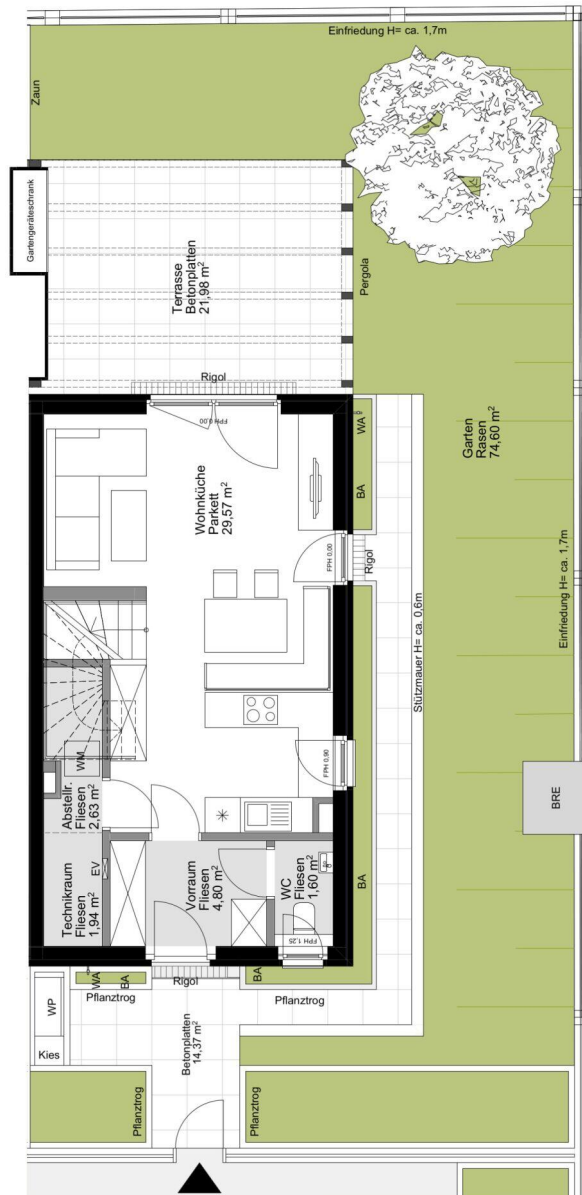 Einfriedung H= ca. 1,7m
Zaun
Gartengeräteschrank
Terrasse
Betonplatten
21,98 m²
Pergola
Rigol
FPH 0,00
WA
BA
Wohnküche
Parkett
29,57 m²
Garten
Rasen
74,60 m²
FPH 0,00
Rigol
Stützmauer H= ca. 0,6m
Einfriedung H= ca. 1,7m
WM
FPH 0,90
BRE
Abstellr.
Fliesen
2,63 m²
EV
Technikraum
Fliesen
1,94 m²
Vorraum
Fliesen
4,80 m²
WC
Fliesen
1,60 m²
BA
FPH 1,25
WA
BA
Rigol
BA
Pflanztrog
Pflanztrog
WP
Kies
Betonplatten
14,37 m²
Pflanztrog
Pflanztrog